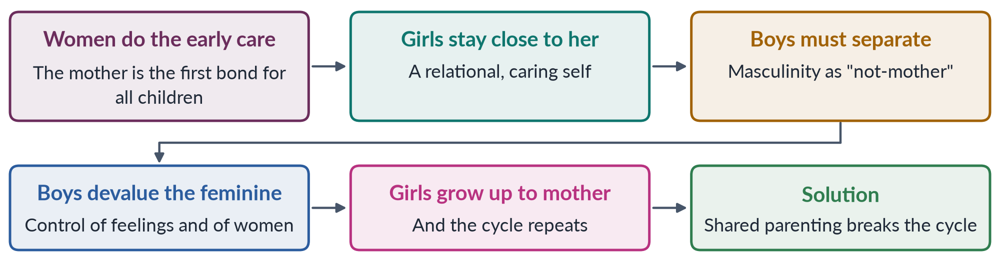 Women do the early care
The mother is the first bond for
all children
Girls stay close to her
A relational, caring self
Boys must separate
Masculinity as "not-mother"
Boys devalue the feminine
Control of feelings and of women
Girls grow up to mother
And the cycle repeats
Solution
Shared parenting breaks the cycle